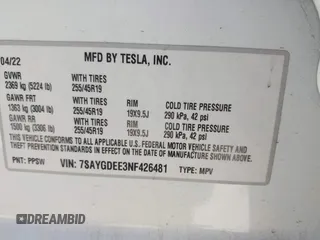 04/22 MFD BY TESLA, INC.
GVWR WITH TIRES
2369 kg (5224 lb) 255/45R19
GAWR FRT WITH TIRES RIM COLD TIRE PRESSURE
1363 kg (3004 lb) 255/45R19 19X9.5J 290 kPa, 42 psi
GAWR RR WITH TIRES RIM COLD TIRE PRESSURE
1500 kg (3306 lb) 255/45R19 19X9.5J 290 kPa, 42 psi
THIS VEHICLE CONFORMS TO ALL APPLICABLE U.S. FEDERAL MOTOR VEHICLE
SAFETY AND THEFT PREVENTION STANDARDS IN EFFECT ON THE DATE OF
MANUFACTURE SHOWN ABOVE.
PNT: PPSW VIN: 7SAYGDEE3NF426481 TYPE: MPV
DREAMBID
dreambid.com